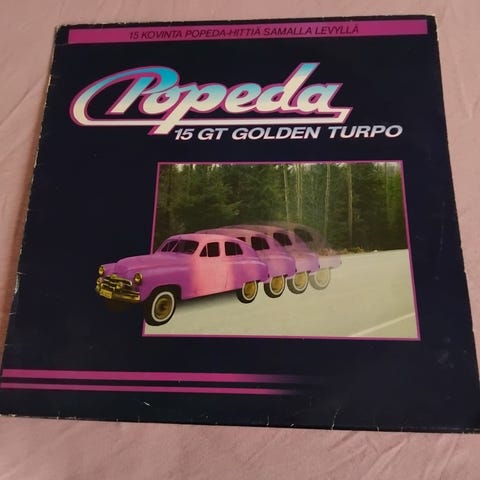 15 KOVINTA POPEDA-HITTIÄ SAMALLA LEVYLLÄ
Popeda
15 GT GOLDEN TURPO